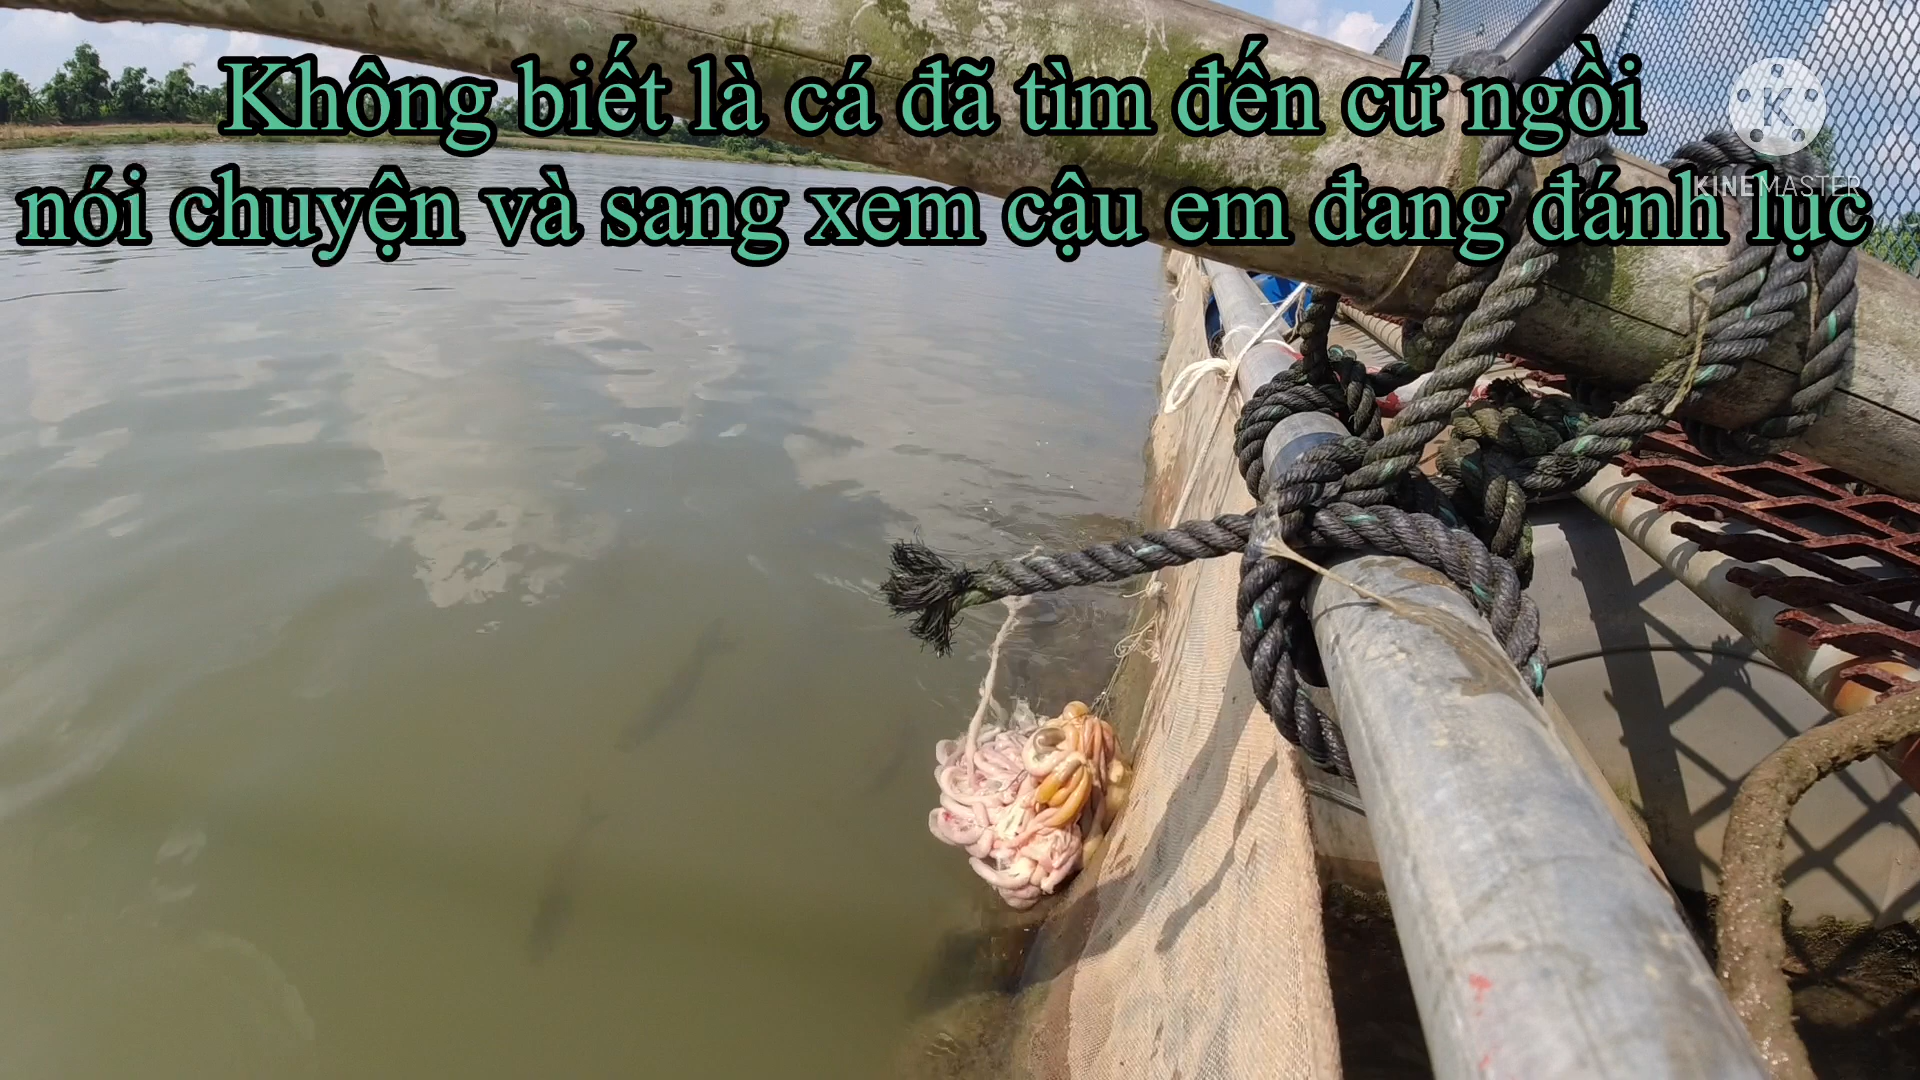 Không biết là cá đã tìm đến cứ ngồi
nói chuyện và sang xem cậu em đang đánh lục
K
KINEMASTER